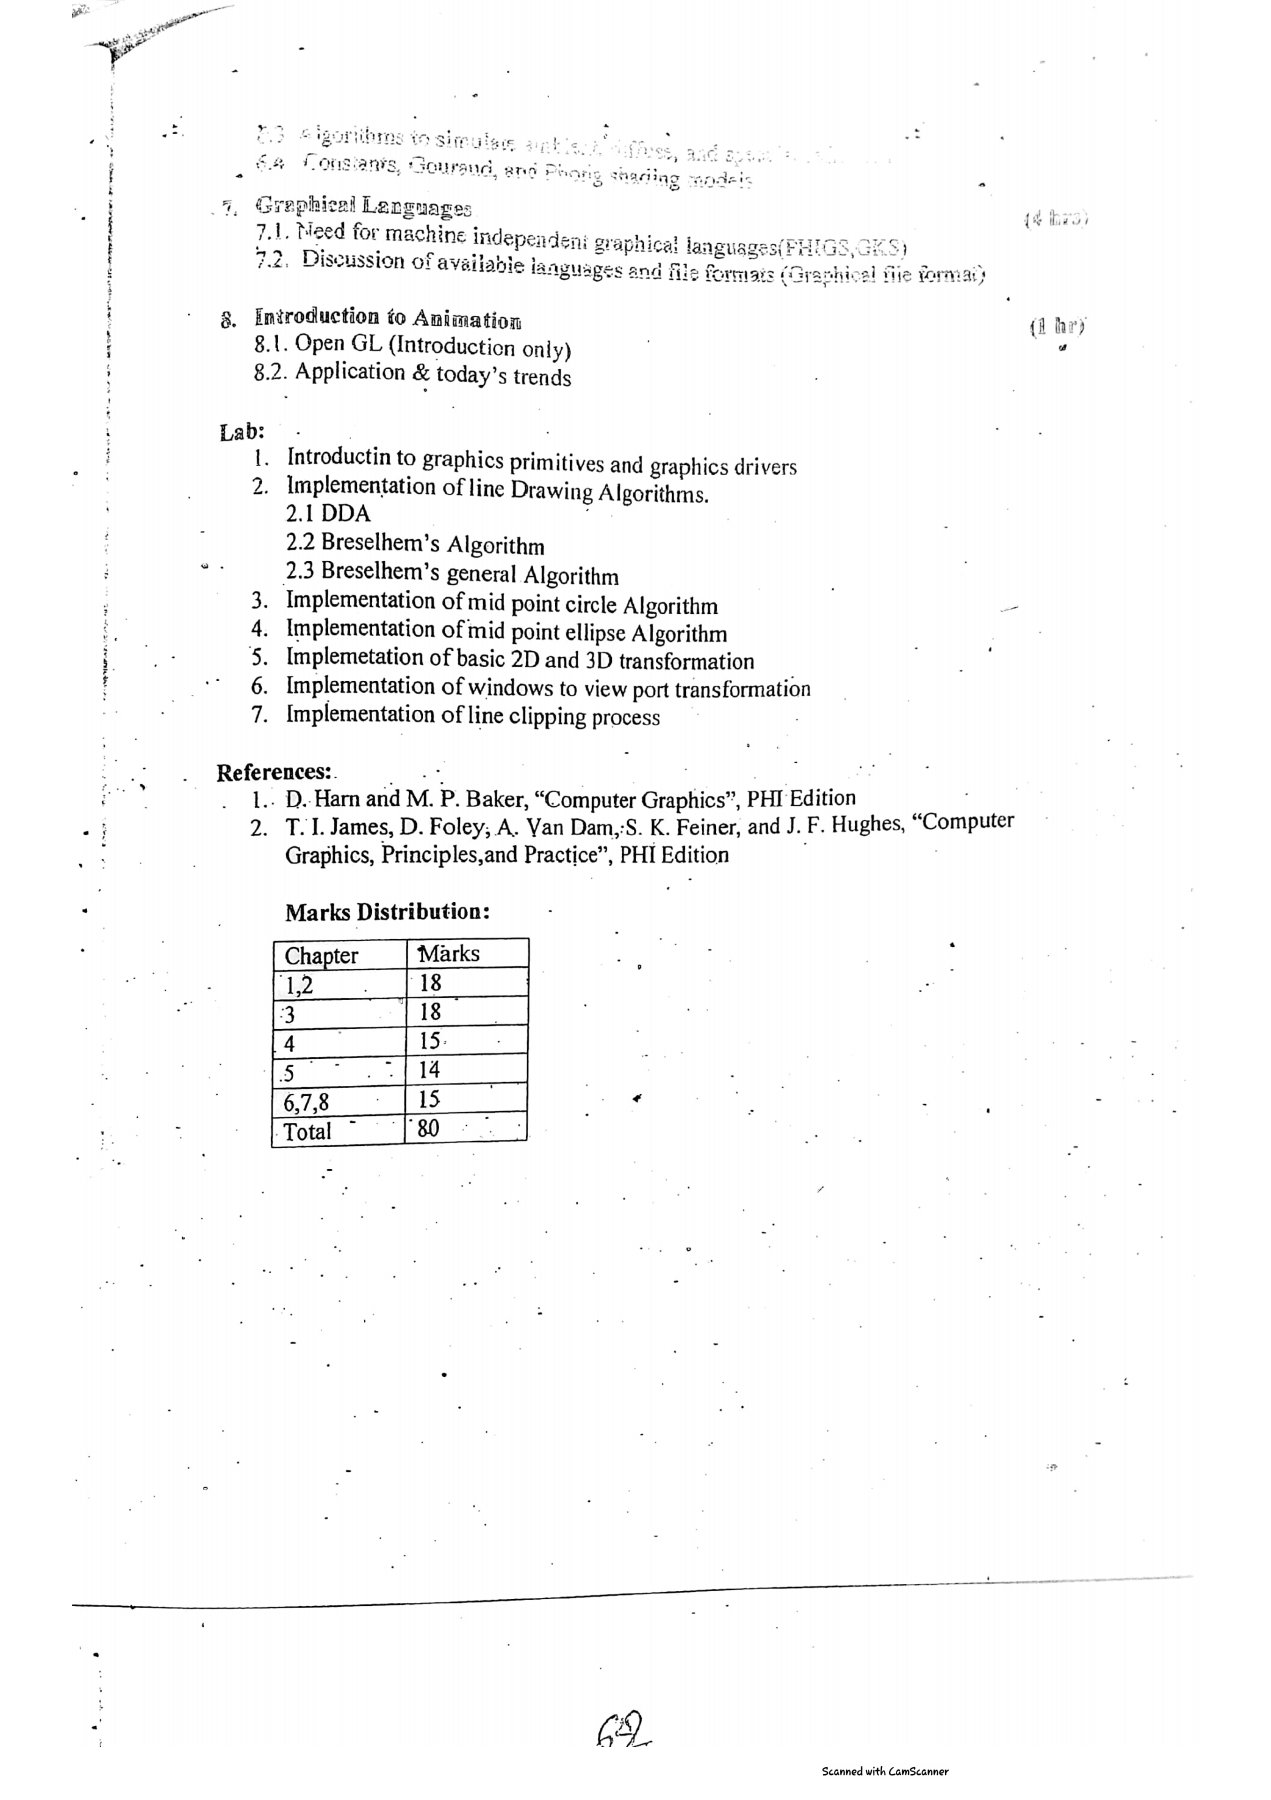 Algorithms to simulate ambient, diffuse, and
6.4 Constants, Gouraud, and Phong shading models
7. Graphical Languages (4 hrs)
7.1. Need for machine independent graphical languages(PHIGS,GKS)
7.2. Discussion of available languages and file formats (Graphical file format)
8. Introduction to Animation (1 hr)
8.1. Open GL (Introduction only)
8.2. Application & today's trends
Lab:
1. Introductin to graphics primitives and graphics drivers
2. Implementation of line Drawing Algorithms.
2.1 DDA
2.2 Breselhem's Algorithm
2.3 Breselhem's general Algorithm
3. Implementation of mid point circle Algorithm
4. Implementation of mid point ellipse Algorithm
5. Implemetation of basic 2D and 3D transformation
6. Implementation of windows to view port transformation
7. Implementation of line clipping process
References:
1. D. Harn and M. P. Baker, “Computer Graphics”, PHI Edition
2. T. I. James, D. Foley, A. Van Dam, S. K. Feiner, and J. F. Hughes, “Computer
Graphics, Principles,and Practice”, PHI Edition
Marks Distribution:
Chapter Marks
1,2 18
3 18
4 15
5 14
6,7,8 15
Total 80
Scanned with CamScanner